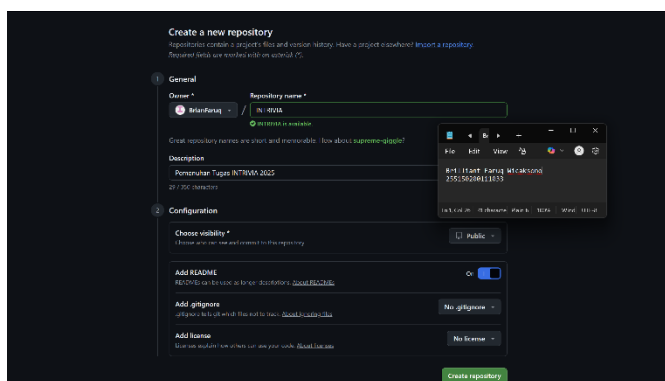 Create a new repository
Repositories contain a project's files and version history. Have a project elsewhere? Import a repository.
Required fields are marked with an asterisk (*).
1 General
Owner * Repository name *
BrianFaruq / INTRIVIA
INTRIVIA is available
Great repository names are short and memorable. How about supreme-giggle?
Description
Pemenuhan Tugas INTRIVIA 2025
29 / 350 characters
2 Configuration
Choose visibility *
Choose who can see and commit to this repository
Public
Add README
READMEs can be used as longer descriptions. About READMEs
On
Add .gitignore
.gitignore tells git which files not to track. About ignoring files
No .gitignore
Add license
Licenses explain how others can use your code. About licenses
No license
Create repository
File Edit View
Brilliant Faruq Wicaksono
255150200111033
100%